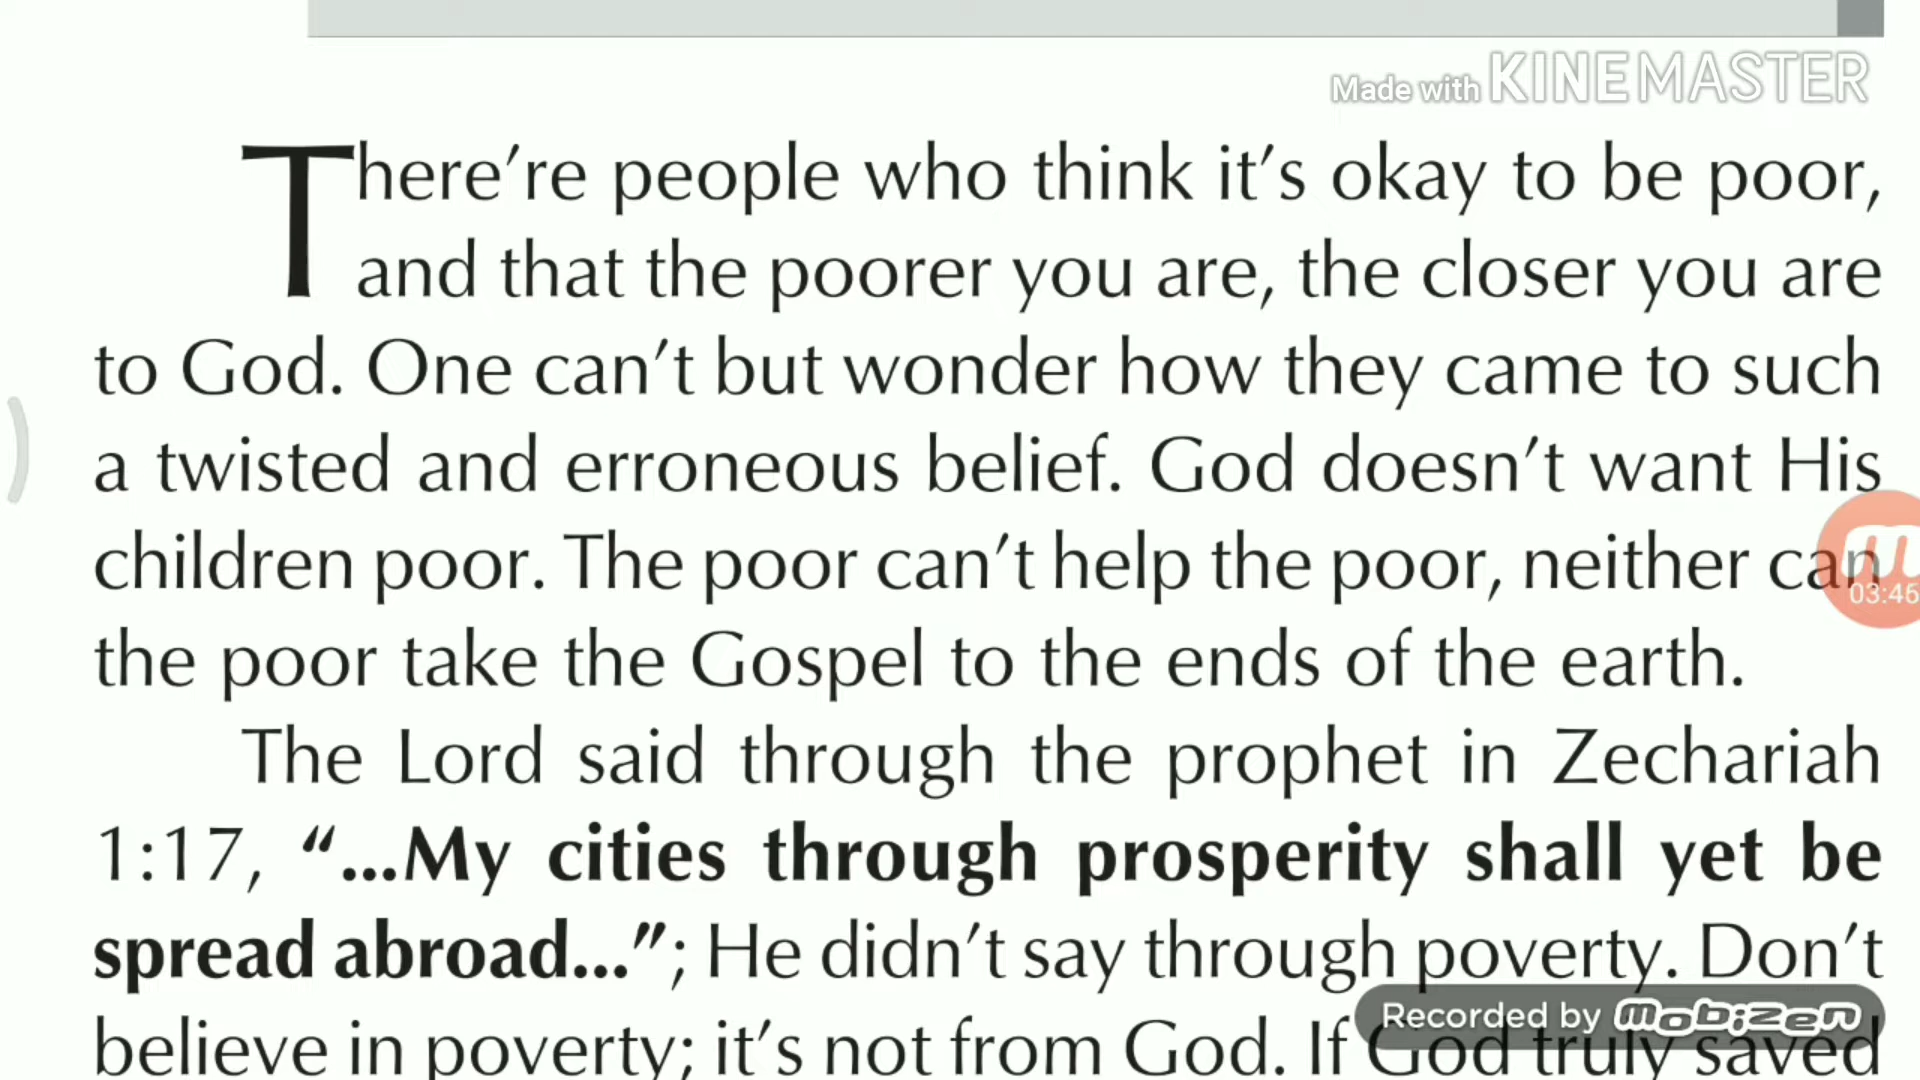 Made with KINEMASTER
There’re people who think it’s okay to be poor,
and that the poorer you are, the closer you are
to God. One can’t but wonder how they came to such
a twisted and erroneous belief. God doesn’t want His
children poor. The poor can’t help the poor, neither can
03:46
the poor take the Gospel to the ends of the earth.
The Lord said through the prophet in Zechariah
1:17, “...My cities through prosperity shall yet be
spread abroad...”; He didn’t say through poverty. Don’t
Recorded by mobizen
believe in poverty; it’s not from God. If God truly saved